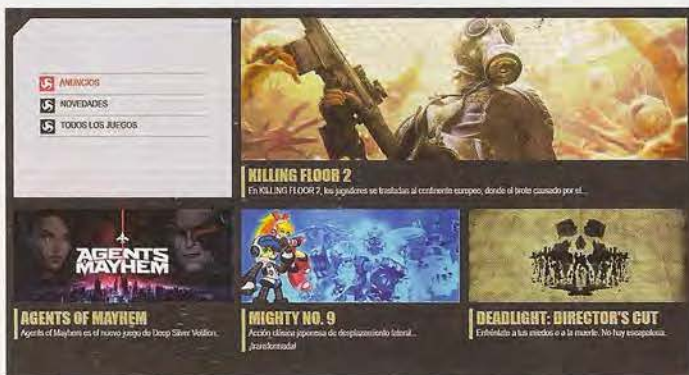 ANUNCIOS
NOVEDADES
TODOS LOS JUEGOS
KILLING FLOOR 2
En KILLING FLOOR 2, los jugadores se trasladas al continente europeo, donde el brote causado por el...
AGENTS
MAYHEM
AGENTS OF MAYHEM
Agents of Mayhem es el nuevo juego de Deep Silver Volition.
MIGHTY NO. 9
Acción clásica japonesa de desplazamiento lateral...
¡transformada!
DEADLIGHT: DIRECTOR'S CUT
Enfréntate a tus miedos o a la muerte. No hay escapatoria.